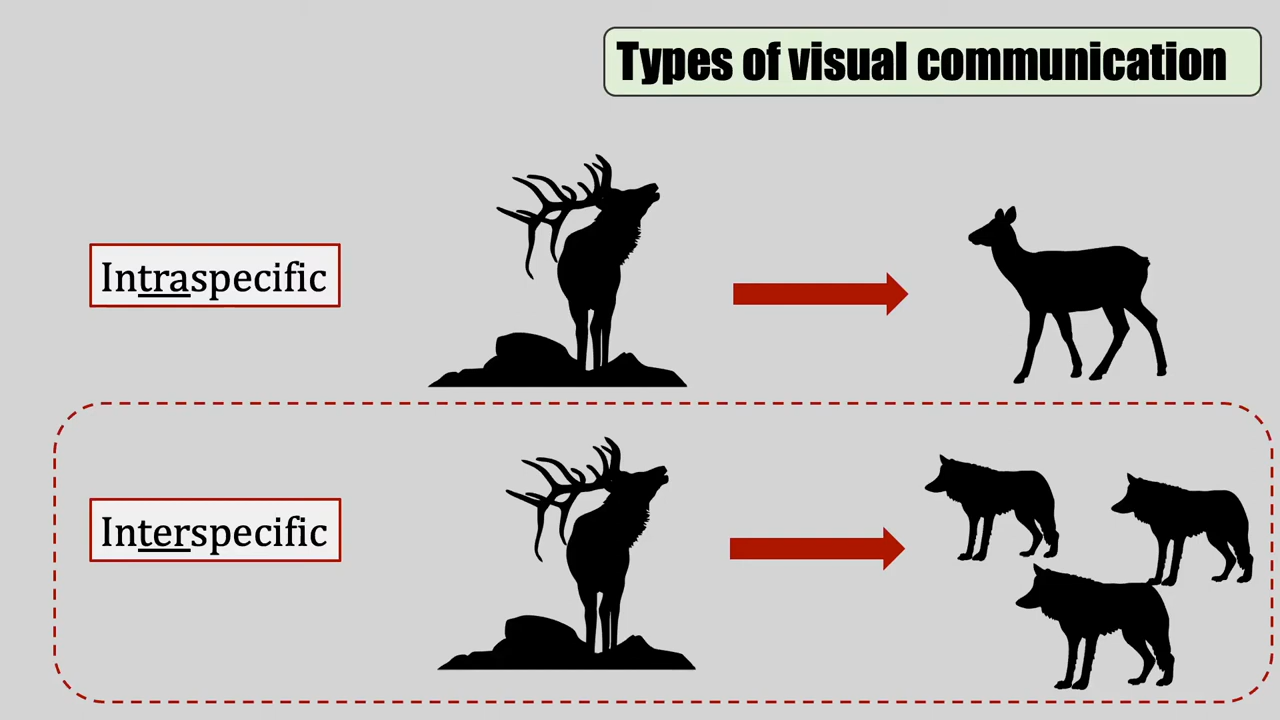 Types of visual communication
Intraspecific
Interspecific